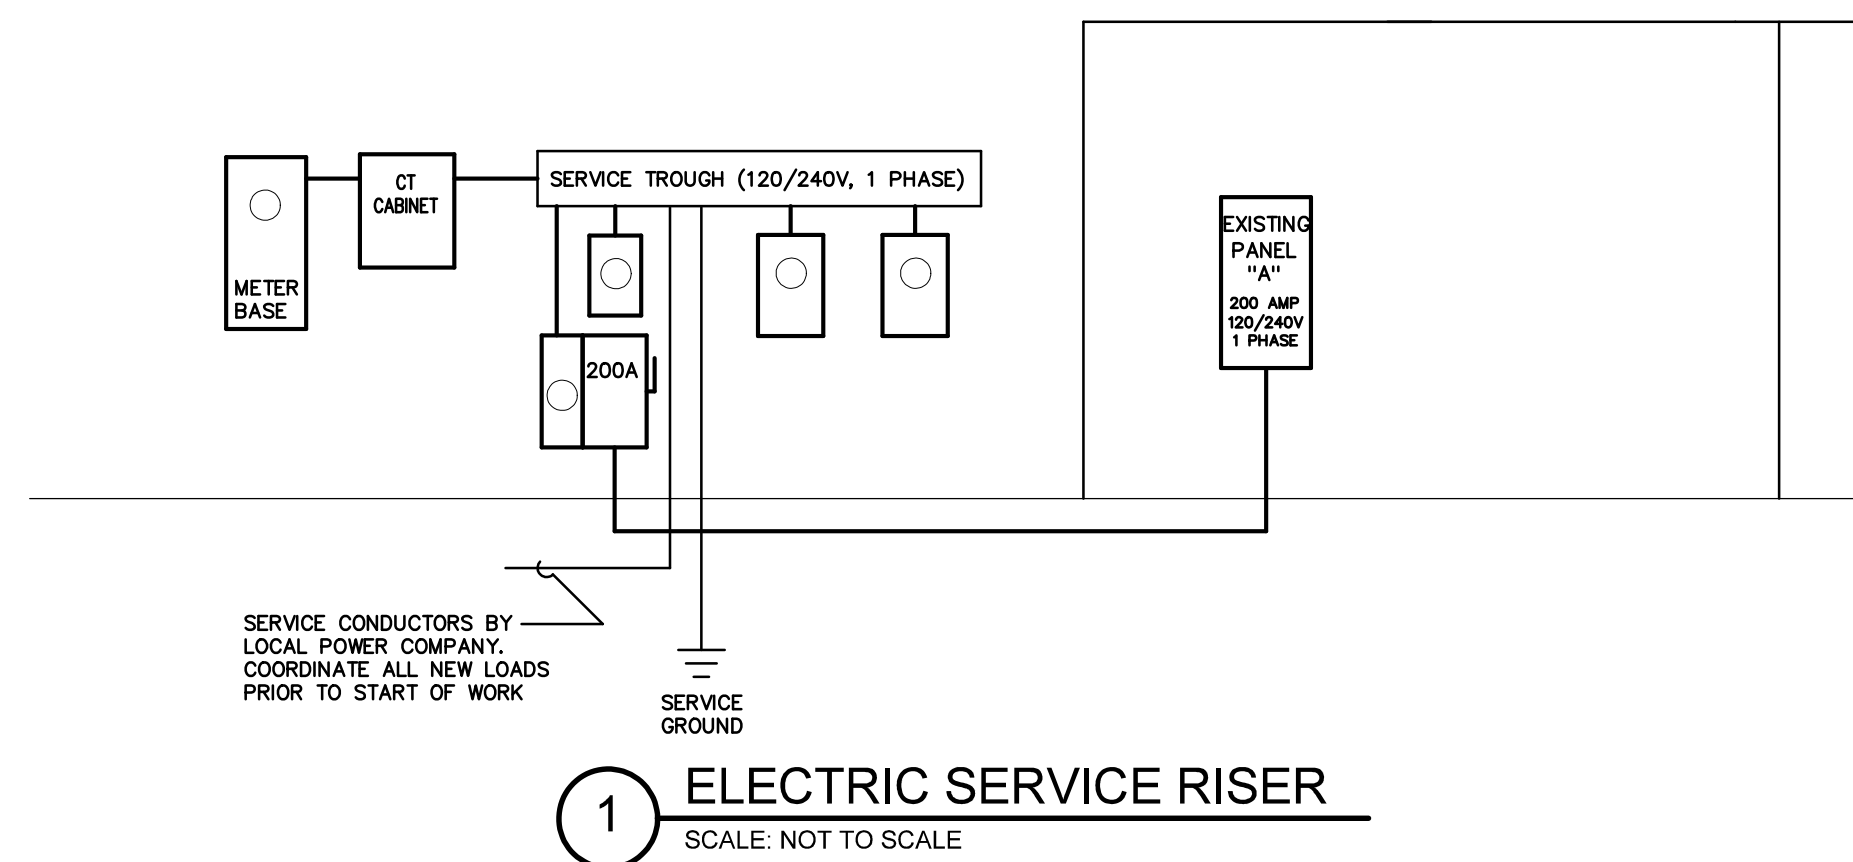 SERVICE TROUGH (120/240V, 1 PHASE)
CT
CABINET
METER
BASE
200A
EXISTING
PANEL
"A"
200 AMP
120/240V
1 PHASE
SERVICE CONDUCTORS BY
LOCAL POWER COMPANY.
COORDINATE ALL NEW LOADS
PRIOR TO START OF WORK
SERVICE
GROUND
1
ELECTRIC SERVICE RISER
SCALE: NOT TO SCALE